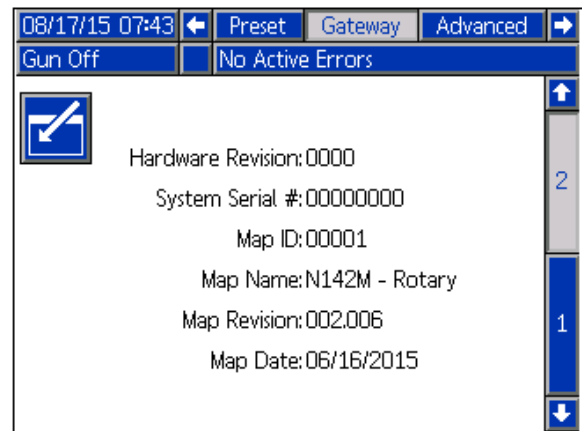 08/17/15 07:43 Preset Gateway Advanced
Gun Off No Active Errors
Hardware Revision: 0000
System Serial #: 00000000
2
Map ID: 00001
Map Name: N142M - Rotary
Map Revision: 002.006
1
Map Date: 06/16/2015